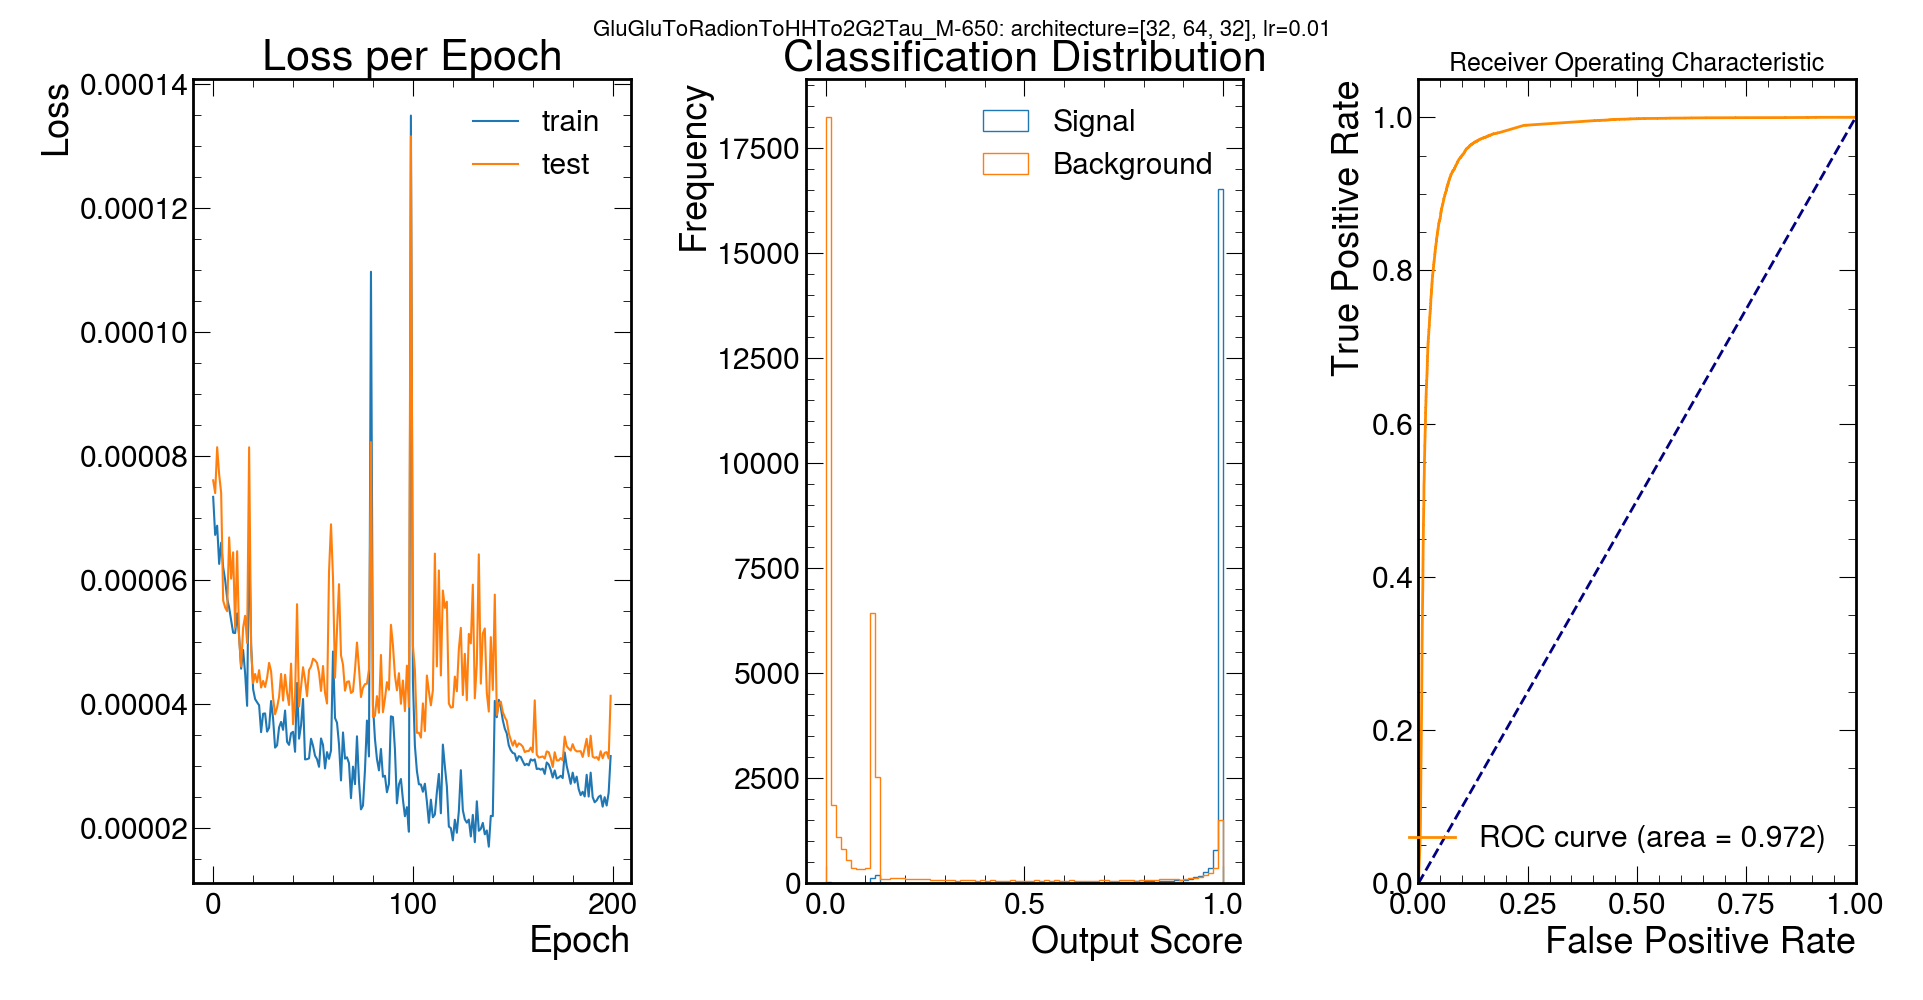 GluGluToRadionToHHTo2G2Tau_M-650: architecture=[32, 64, 32], lr=0.01
Loss per Epoch
Loss
0.00014
0.00012
0.00010
0.00008
0.00006
0.00004
0.00002
train
test
0 100 200
Epoch
Classification Distribution
Frequency
17500
15000
12500
10000
7500
5000
2500
0
Signal
Background
0.0 0.5 1.0
Output Score
Receiver Operating Characteristic
True Positive Rate
1.0
0.8
0.6
0.4
0.2
0.0
ROC curve (area = 0.972)
0.00 0.25 0.50 0.75 1.00
False Positive Rate